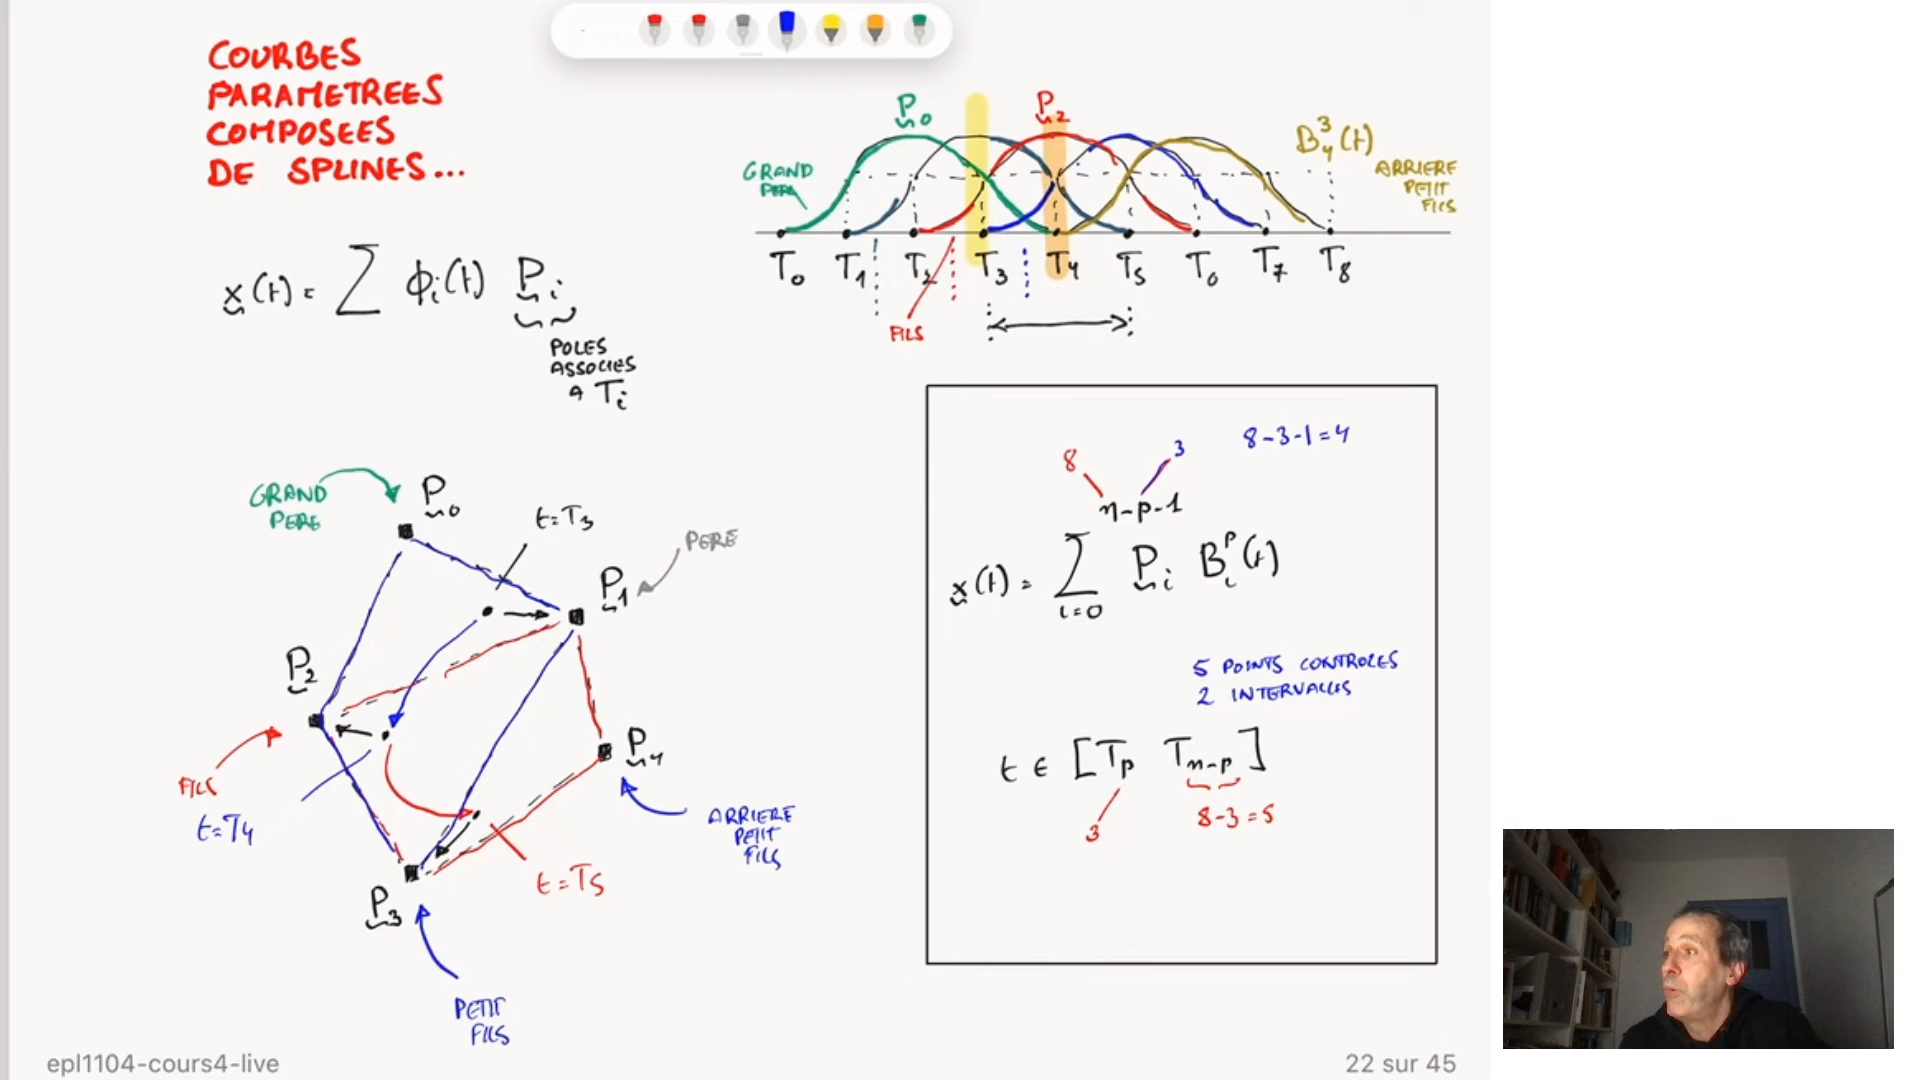 COURBES
PARAMETREES
COMPOSEES
DE SPLINES...
x(t) = ∑ ϕi(t) Pi
POLES
ASSOCIES
A Ti
P0
P2
B4^3(t)
GRAND
PERE
ARRIERE
PETIT
FILS
T0 T1 T2 T3 T4 T5 T6 T7 T8
FILS
8
3
8-3-1=4
n-p-1
x(t) = ∑ Pi Bi^p(t)
i=0
5 POINTS CONTROLES
2 INTERVALLES
t ∈ [Tp Tn-p]
3
8-3=5
GRAND
PERE
P0
t=T3
PERE
P1
P2
P4
FILS
t=T4
ARRIERE
PETIT
FILS
t=T5
P3
PETIT
FILS
epl1104-cours4-live
22 sur 45